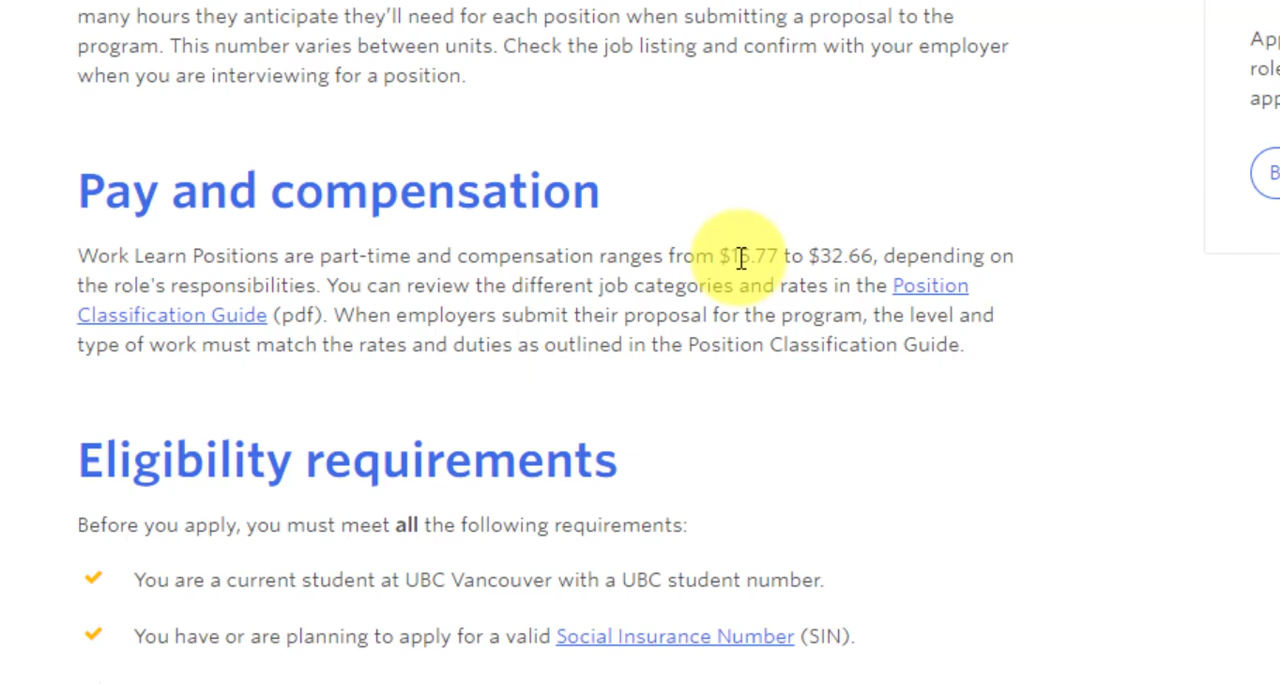 many hours they anticipate they’ll need for each position when submitting a proposal to the
program. This number varies between units. Check the job listing and confirm with your employer
when you are interviewing for a position.
App
role
app
B
Pay and compensation
Work Learn Positions are part-time and compensation ranges from to $32.66, depending on
the role's responsibilities. You can review the different job categories and rates in the Position
Classification Guide (pdf). When employers submit their proposal for the program, the level and
type of work must match the rates and duties as outlined in the Position Classification Guide.
Eligibility requirements
Before you apply, you must meet all the following requirements:
You are a current student at UBC Vancouver with a UBC student number.
You have or are planning to apply for a valid Social Insurance Number (SIN).